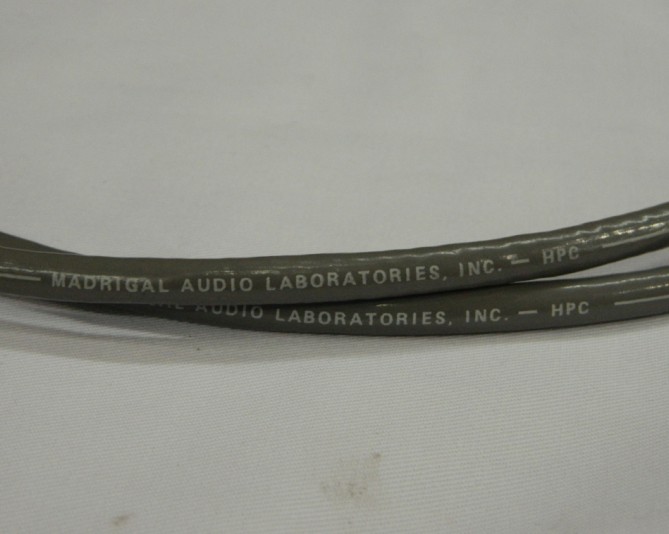 — MADRIGAL AUDIO LABORATORIES, INC. — HPC —
AUDIO LABORATORIES, INC. — HPC —